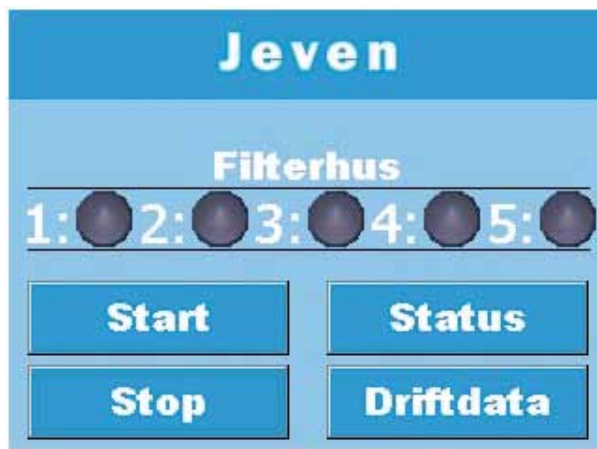 Jeven
Filterhus
1: 2: 3: 4: 5:
Start Status
Stop Driftdata